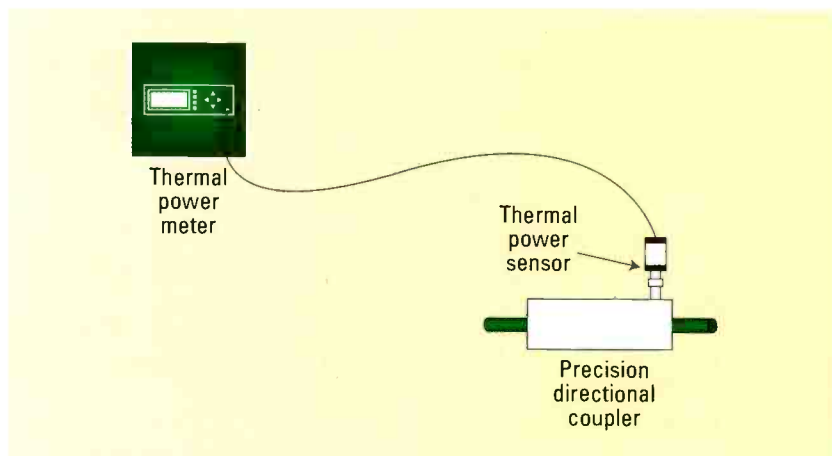 Thermal
power
meter
Thermal
power
sensor
Precision
directional
coupler